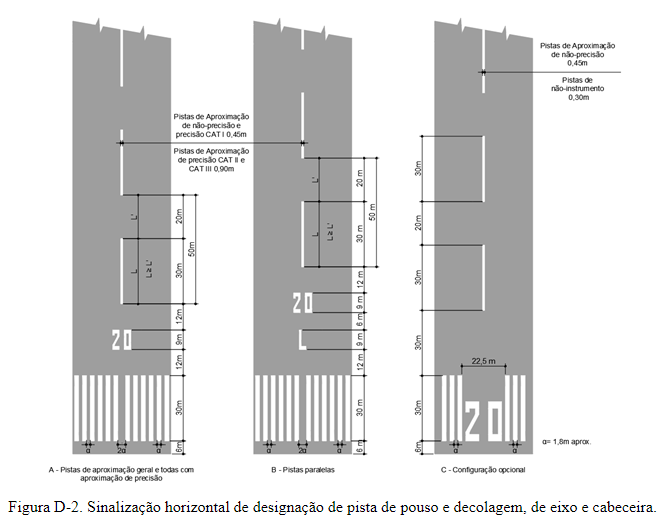 Pistas de Aproximação
de não-precisão
0,45m
Pistas de
não-instrumento
0,30m
Pistas de Aproximação
de não-precisão e
precisão CAT I 0,45m
Pistas de Aproximação
de precisão CAT II e
CAT III 0,90m
L'
L
L ≥ L'
20m
30m
50m
12m
9m
12m
30m
6m
20
α
2α
α
L'
L
L ≥ L'
20 m
30 m
50 m
12 m
9 m
6 m
9 m
12 m
30 m
6 m
20
L
α
2α
α
30m
20m
30m
30m
30m
6m
22,5 m
20
α
α
α= 1,8m aprox.
A - Pistas de aproximação geral e todas com
aproximação de precisão
B - Pistas paralelas
C - Configuração opcional
Figura D-2. Sinalização horizontal de designação de pista de pouso e decolagem, de eixo e cabeceira.